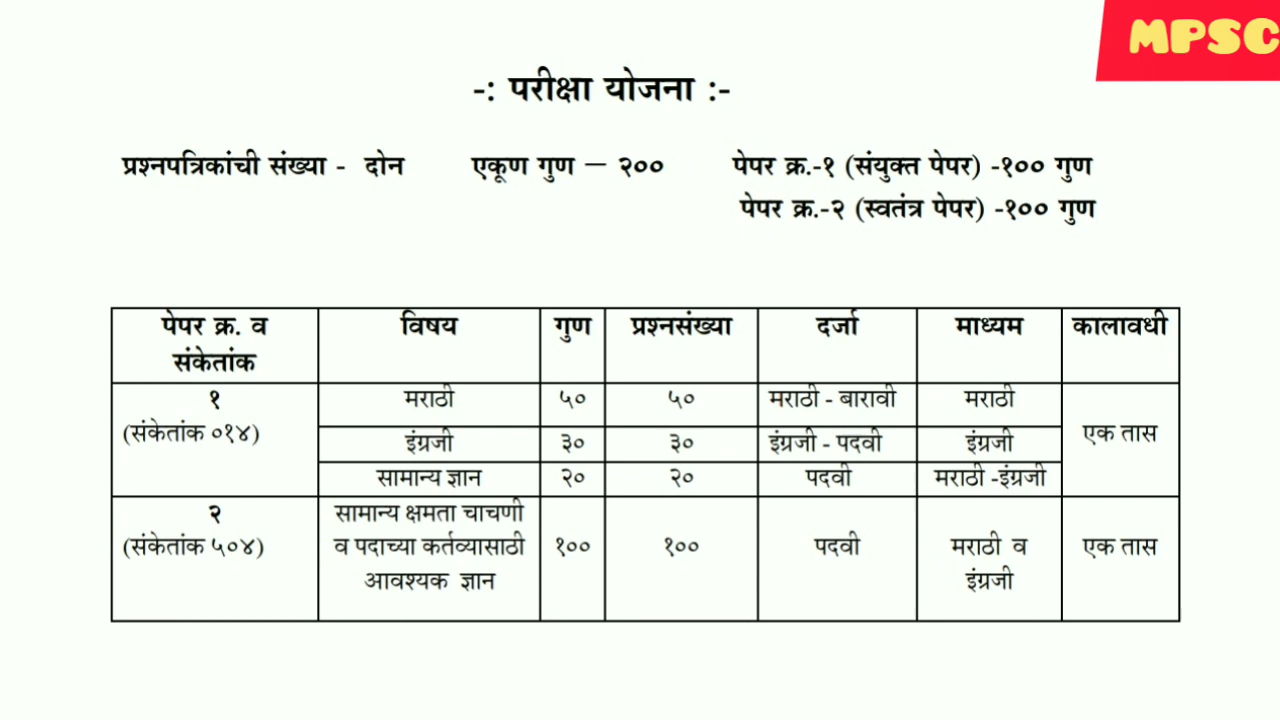 MPSC
-: परीक्षा योजना :-
प्रश्नपत्रिकांची संख्या - दोन एकूण गुण – २०० पेपर क्र.-१ (संयुक्त पेपर) -१०० गुण
पेपर क्र.-२ (स्वतंत्र पेपर) -१०० गुण
पेपर क्र. व संकेतांक विषय गुण प्रश्नसंख्या दर्जा माध्यम कालावधी
१ मराठी ५० ५० मराठी - बारावी मराठी
(संकेतांक ०१४) इंग्रजी ३० ३० इंग्रजी - पदवी इंग्रजी एक तास
सामान्य ज्ञान २० २० पदवी मराठी -इंग्रजी
२ सामान्य क्षमता चाचणी
(संकेतांक ५०४) व पदाच्या कर्तव्यासाठी १०० १०० पदवी मराठी व एक तास
आवश्यक ज्ञान इंग्रजी